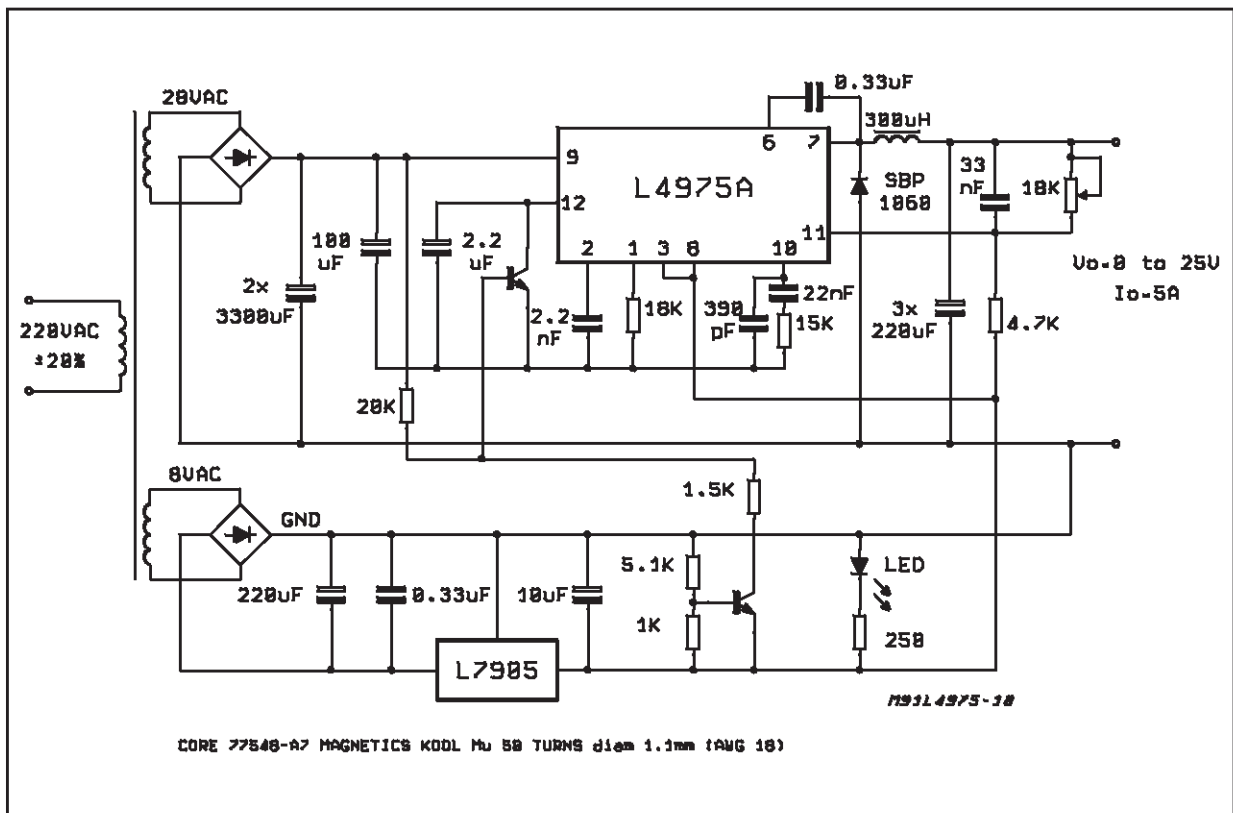 28VAC
0.33uF
300uH
6 7
9
L4975A
12
11
2 1 3 8 10
SBP
1060
33
nF
18K
100
uF
2.2
uF
2x
3300uF
2.2
nF
18K
390
pF
22nF
15K
3x
220uF
4.7K
Vo=0 to 25V
Io=5A
220VAC
±20%
20K
8VAC
GND
1.5K
220uF
0.33uF
10uF
5.1K
1K
LED
250
L7905
M93L4975-38
CORE 77548-A7 MAGNETICS KOOL Mu 50 TURNS diam 1.1mm (AWG 18)